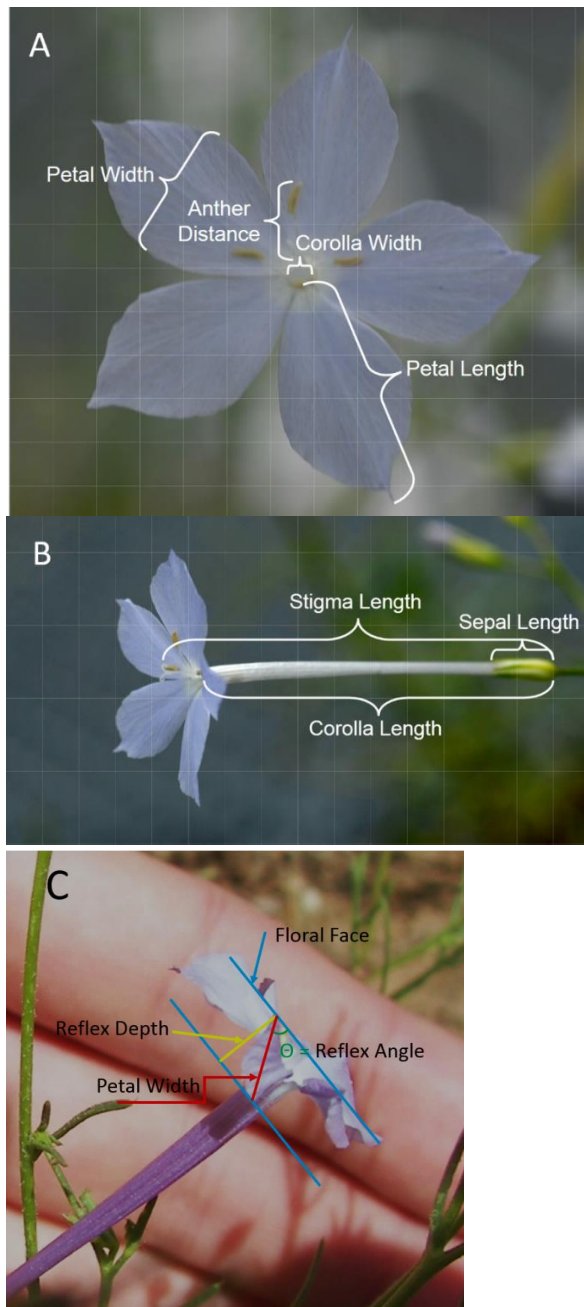 A
Petal Width
Anther
Distance
Corolla Width
Petal Length
B
Stigma Length
Sepal Length
Corolla Length
C
Floral Face
Reflex Depth
Θ = Reflex Angle
Petal Width